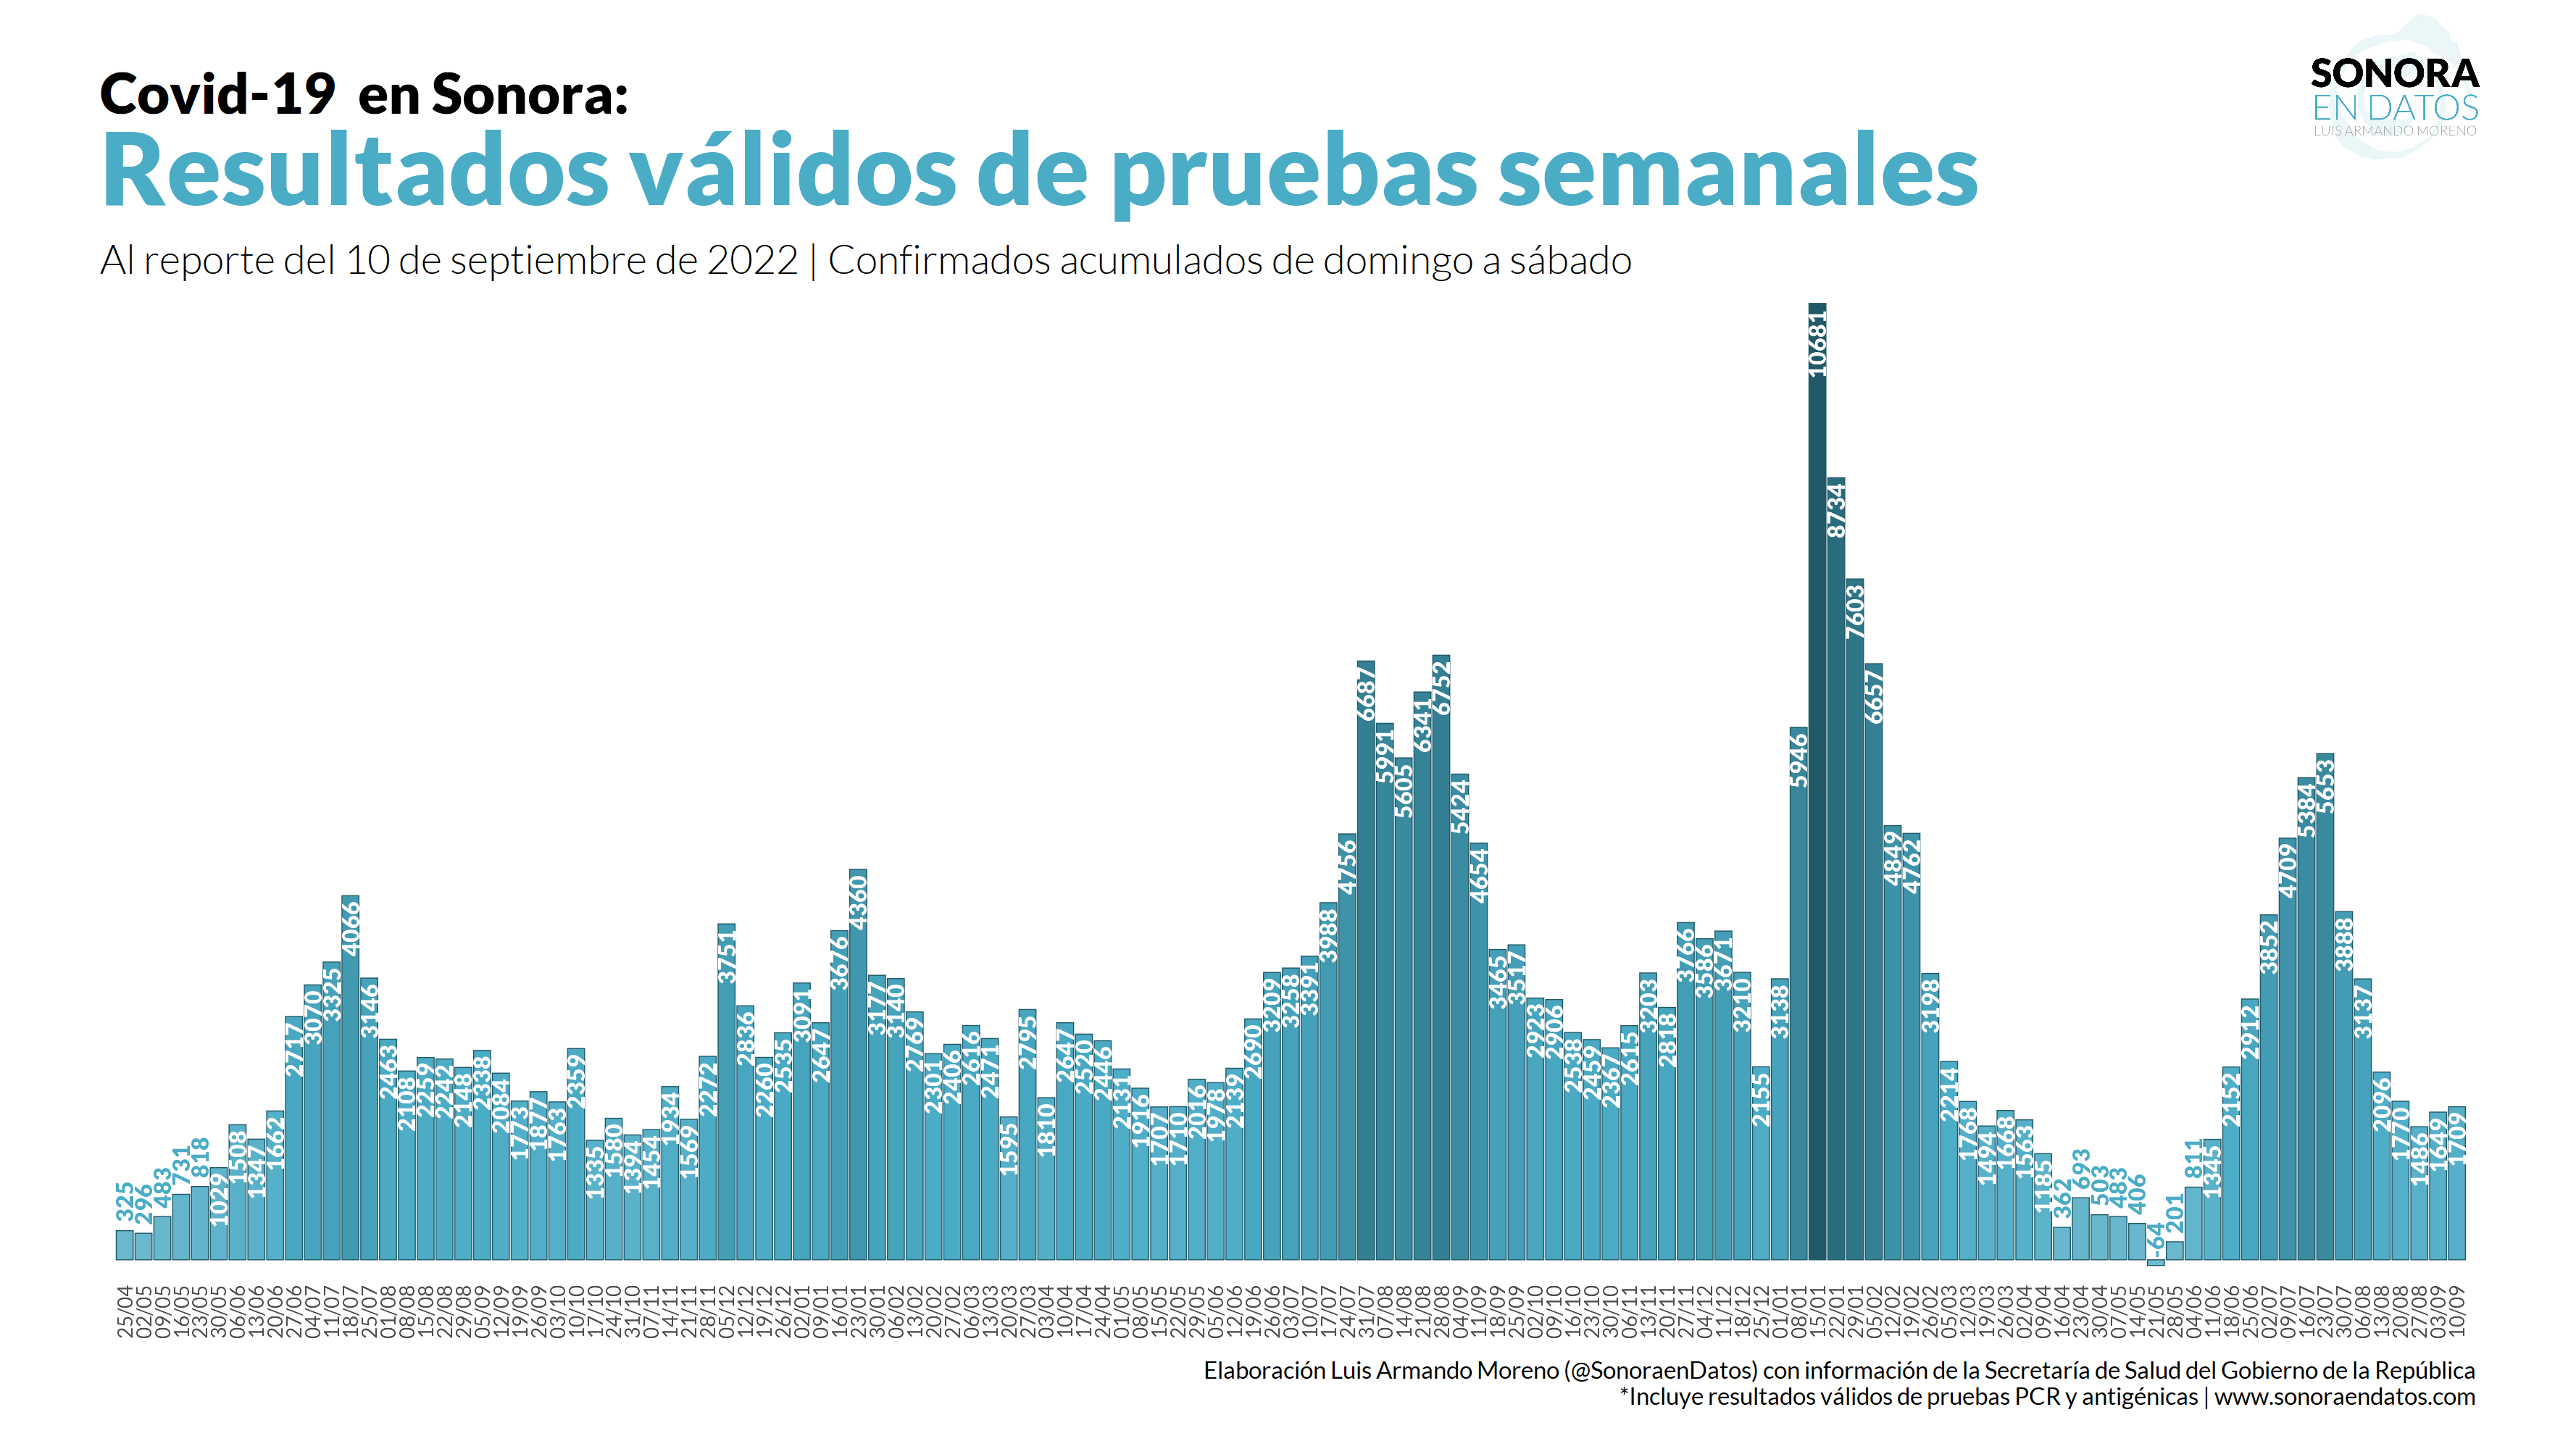 Covid-19 en Sonora:
Resultados válidos de pruebas semanales
Al reporte del 10 de septiembre de 2022 | Confirmados acumulados de domingo a sábado
SONORA
EN DATOS
LUIS ARMANDO MORENO
325 296 483 731 818 1029 1508 1347 1662 2717 3070 3325 4066 3146 2463 2108 2259 2242 2148 2338 2084 1773 1877 1763 2359 1335 1580 1394 1454 1934 1569 2272 3751 2836 2260 2535 3091 2647 3676 4360 3177 3140 2769 2301 2406 2616 2471 1595 2795 1810 2647 2520 2446 2131 1916 1707 1710 2016 1978 2139 2690 3209 3258 3391 3988 4756 6687 5991 5605 6341 6752 5424 4654 3465 3517 2923 2906 2538 2459 2367 2615 3203 2818 3766 3586 3671 3210 2155 3138 5946 10681 8734 7603 6657 4849 4762 3198 2214 1768 1494 1668 1563 1185 362 693 503 483 406 -64 201 811 1345 2152 2912 3852 4709 5384 5653 3888 3137 2096 1770 1486 1649 1709
25/04 02/05 09/05 16/05 23/05 30/05 06/06 13/06 20/06 27/06 04/07 11/07 18/07 25/07 01/08 08/08 15/08 22/08 29/08 05/09 12/09 19/09 26/09 03/10 10/10 17/10 24/10 31/10 07/11 14/11 21/11 28/11 05/12 12/12 19/12 26/12 02/01 09/01 16/01 23/01 30/01 06/02 13/02 20/02 27/02 06/03 13/03 20/03 27/03 03/04 10/04 17/04 24/04 01/05 08/05 15/05 22/05 29/05 05/06 12/06 19/06 26/06 03/07 10/07 17/07 24/07 31/07 07/08 14/08 21/08 28/08 04/09 11/09 18/09 25/09 02/10 09/10 16/10 23/10 30/10 06/11 13/11 20/11 27/11 04/12 11/12 18/12 25/12 01/01 08/01 15/01 22/01 29/01 05/02 12/02 19/02 26/02 05/03 12/03 19/03 26/03 02/04 09/04 16/04 23/04 30/04 07/05 14/05 21/05 28/05 04/06 11/06 18/06 25/06 02/07 09/07 16/07 23/07 30/07 06/08 13/08 20/08 27/08 03/09 10/09
Elaboración Luis Armando Moreno (@SonoraenDatos) con información de la Secretaría de Salud del Gobierno de la República
*Incluye resultados válidos de pruebas PCR y antigénicas | www.sonoraendatos.com